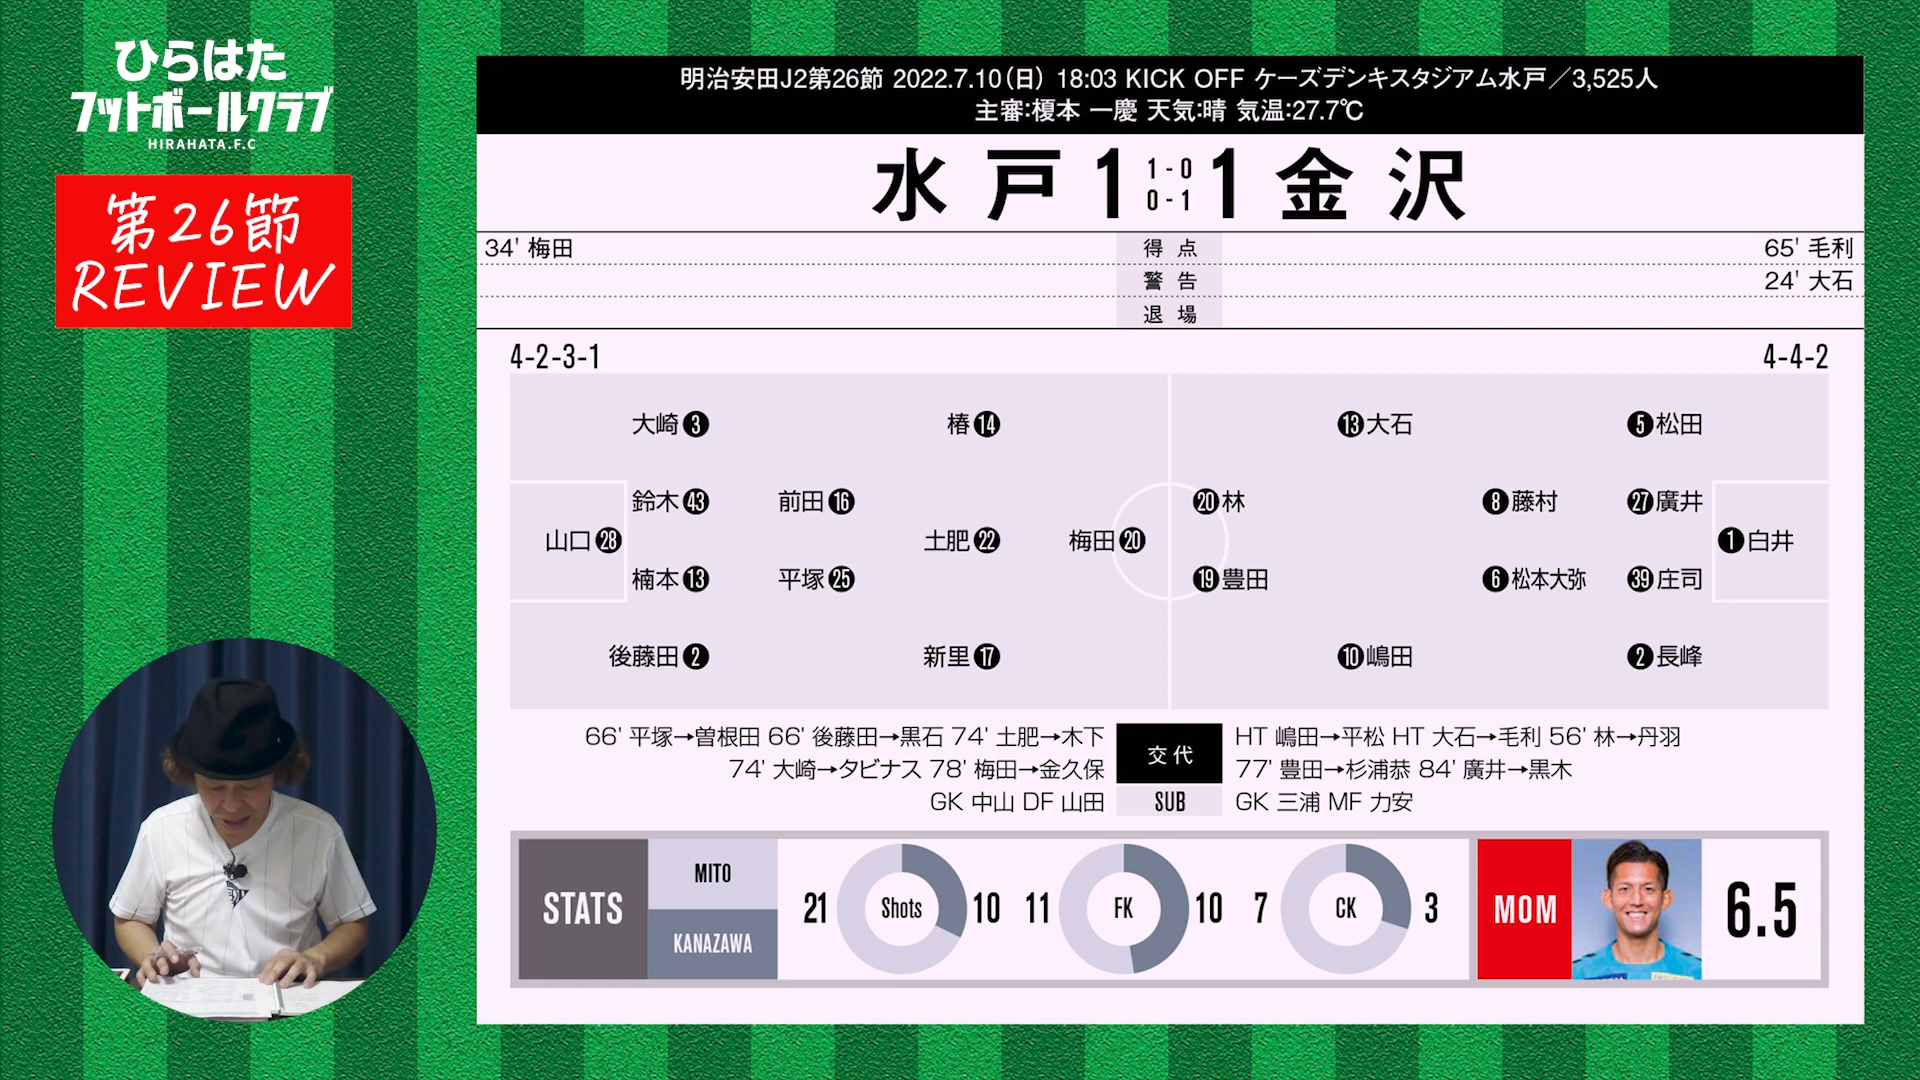 ひらはた
フットボールクラブ
HIRAHATA.F.C
第26節
REVIEW
明治安田J2第26節 2022.7.10(日) 18:03 KICK OFF ケーズデンキスタジアム水戸／3,525人
主審:榎本 一慶 天気:晴 気温:27.7℃
水戸 1 1-0 1 金沢
0-1
34' 梅田 得点 65' 毛利
警告 24' 大石
退場
4-2-3-1 4-4-2
大崎 3 椿 14 13 大石 5 松田
鈴木 43 前田 16 20 林 8 藤村 27 廣井
山口 28 土肥 22 梅田 20 1 白井
楠本 13 平塚 25 19 豊田 6 松本大弥 39 庄司
後藤田 2 新里 17 10 嶋田 2 長峰
66' 平塚→曽根田 66' 後藤田→黒石 74' 土肥→木下
74' 大崎→タビナス 78' 梅田→金久保
交代
HT 嶋田→平松 HT 大石→毛利 56' 林→丹羽
77' 豊田→杉浦恭 84' 廣井→黒木
GK 中山 DF 山田 SUB GK 三浦 MF 力安
STATS
MITO
KANAZAWA
21 Shots 10 11 FK 10 7 CK 3
MOM 6.5